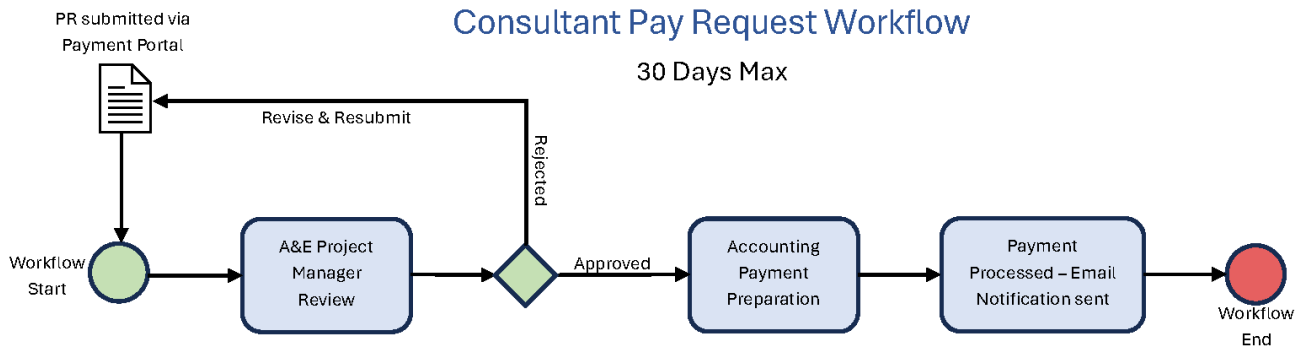 Consultant Pay Request Workflow
30 Days Max
PR submitted via
Payment Portal
Revise & Resubmit
Rejected
Workflow
Start
A&E Project
Manager
Review
Approved
Accounting
Payment
Preparation
Payment
Processed – Email
Notification sent
Workflow
End